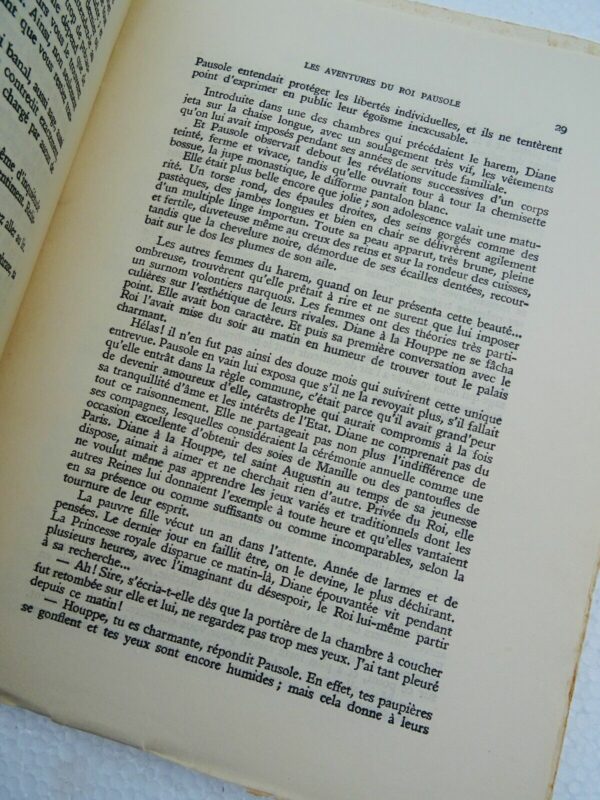 LES AVENTURES DU ROI PAUSOLE
29
Pausole entendait protéger les libertés individuelles, et ils ne tentèrent
point d'exprimer en public leur égoïsme inexcusable.
Introduite dans une des chambres qui précédaient le harem, Diane
jeta sur la chaise longue, avec un soulagement très vif, les vêtements
qu'on lui avait imposés pendant ses années de servitude familiale.
Et Pausole observait debout les révélations successives d'un corps
teinté, ferme et vivace, tandis qu'elle ouvrait tour à tour la chemisette
bossue, la jupe monastique, le difforme pantalon blanc.
Elle était plus belle encore que jolie ; son adolescence valait une matu-
rité. Un torse rond, des épaules droites, des seins gorgés comme des
pastèques, des jambes longues et bien en chair se délivrèrent agilement
d'un multiple linge importun. Toute sa peau apparut, très brune, pleine
et fertile, duveteuse même au creux des reins et sur la rondeur des cuisses,
tandis que la chevelure noire, démordue de ses écailles dentées, recour-
bait sur le dos les plumes de son aile.
Les autres femmes du harem, quand on leur présenta cette beauté...
ombreuse, trouvèrent qu'elle prêtait à rire et ne surent que lui imposer
un surnom volontiers narquois. Les femmes ont des théories très parti-
culières sur l'esthétique de leurs rivales. Diane à la Houppe ne se fâcha
point. Elle avait bon caractère. Et puis sa première conversation avec le
Roi l'avait mise du soir au matin en humeur de trouver tout le palais
charmant.
Hélas! il n'en fut pas ainsi des douze mois qui suivirent cette unique
entrevue. Pausole en vain lui exposa que s'il ne la revoyait plus, s'il fallait
qu'elle entrât dans la règle commune, c'était parce qu'il avait grand'peur
de devenir amoureux d'elle, catastrophe qui aurait compromis à la fois
sa tranquillité d'âme et les intérêts de l'Etat. Diane ne comprenait pas du
tout ce raisonnement. Elle ne partageait pas non plus l'indifférence de
ses compagnes, lesquelles considéraient la cérémonie annuelle comme une
occasion excellente d'obtenir des soies de Manille ou des pantoufles de
Paris. Diane à la Houppe, tel saint Augustin au temps de sa jeunesse
dispose, aimait à aimer et ne cherchait rien d'autre. Privée du Roi, elle
ne voulut même pas apprendre les jeux variés et traditionnels dont les
autres Reines lui donnaient l'exemple à toute heure et qu'elles vantaient
en sa présence ou comme suffisants ou comme incomparables, selon la
tournure de leur esprit.
La pauvre fille vécut un an dans l'attente. Année de larmes et de
pensées. Le dernier jour en faillit être, on le devine, le plus déchirant.
La Princesse royale disparue ce matin-là, Diane épouvantée vit pendant
plusieurs heures, avec l'imaginant du désespoir, le Roi lui-même partir
à sa recherche...
— Ah! Sire, s'écria-t-elle dès que la portière de la chambre à coucher
fut retombée sur elle et lui, ne regardez pas trop mes yeux. J'ai tant pleuré
depuis ce matin!
— Houppe, tu es charmante, répondit Pausole. En effet, tes paupières
se gonflent et tes yeux sont encore humides ; mais cela donne à leurs